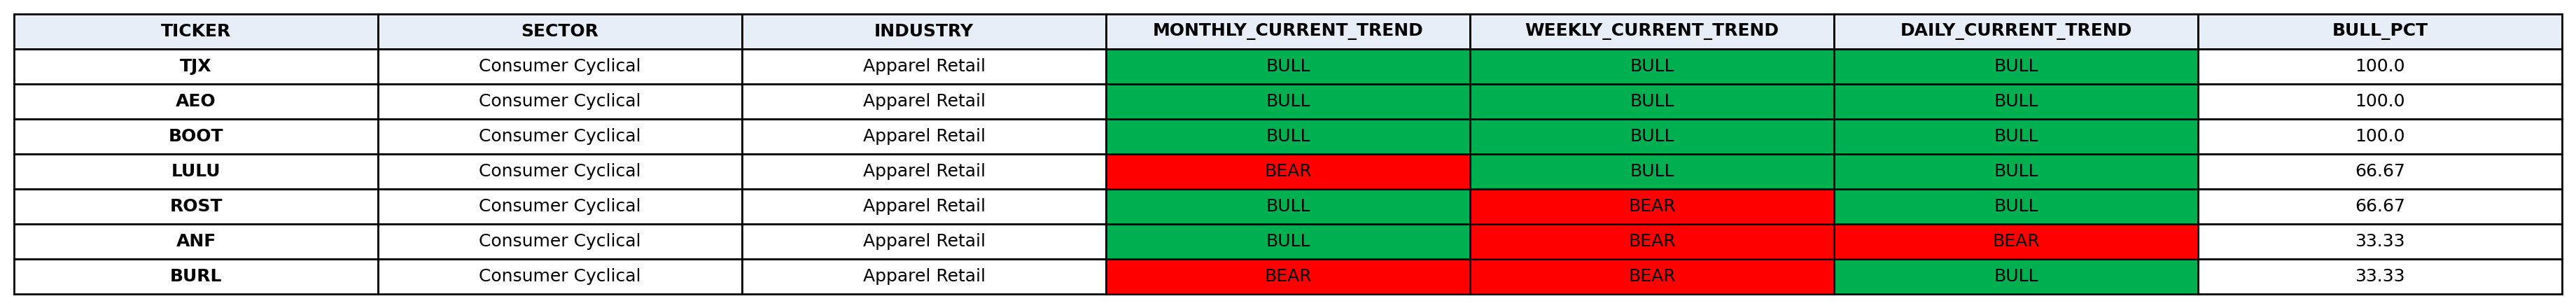 TICKER SECTOR INDUSTRY MONTHLY_CURRENT_TREND WEEKLY_CURRENT_TREND DAILY_CURRENT_TREND BULL_PCT
TJX Consumer Cyclical Apparel Retail BULL BULL BULL 100.0
AEO Consumer Cyclical Apparel Retail BULL BULL BULL 100.0
BOOT Consumer Cyclical Apparel Retail BULL BULL BULL 100.0
LULU Consumer Cyclical Apparel Retail BEAR BULL BULL 66.67
ROST Consumer Cyclical Apparel Retail BULL BEAR BULL 66.67
ANF Consumer Cyclical Apparel Retail BULL BEAR BEAR 33.33
BURL Consumer Cyclical Apparel Retail BEAR BEAR BULL 33.33